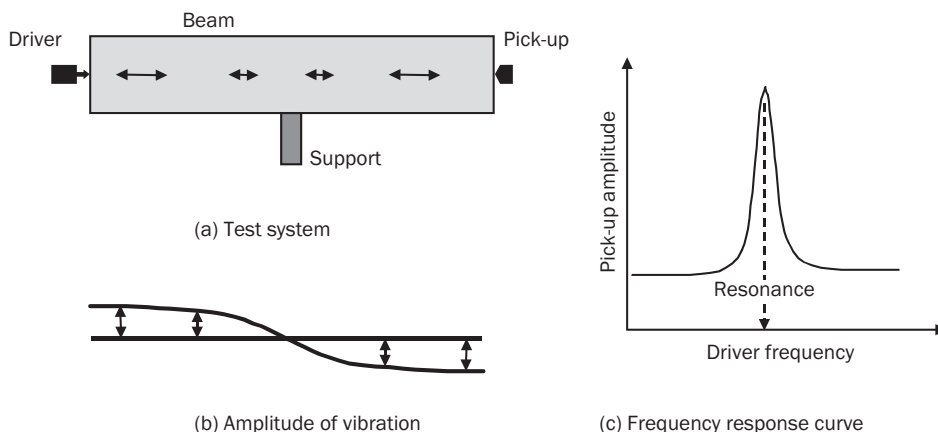 Beam
Driver
Pick-up
Support
(a) Test system
(b) Amplitude of vibration
Pick-up amplitude
Resonance
Driver frequency
(c) Frequency response curve